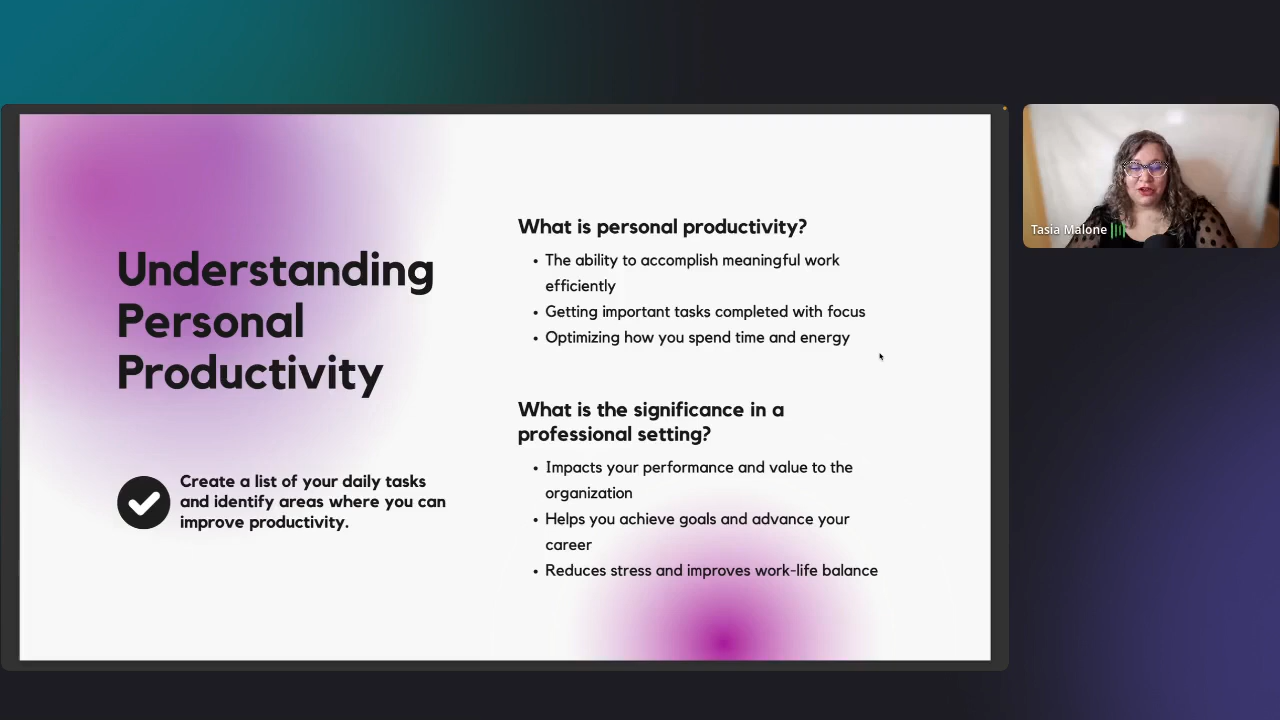 Understanding
Personal
Productivity
Create a list of your daily tasks
and identify areas where you can
improve productivity.
What is personal productivity?
• The ability to accomplish meaningful work
efficiently
• Getting important tasks completed with focus
• Optimizing how you spend time and energy
What is the significance in a
professional setting?
• Impacts your performance and value to the
organization
• Helps you achieve goals and advance your
career
• Reduces stress and improves work-life balance
Tasia Malone